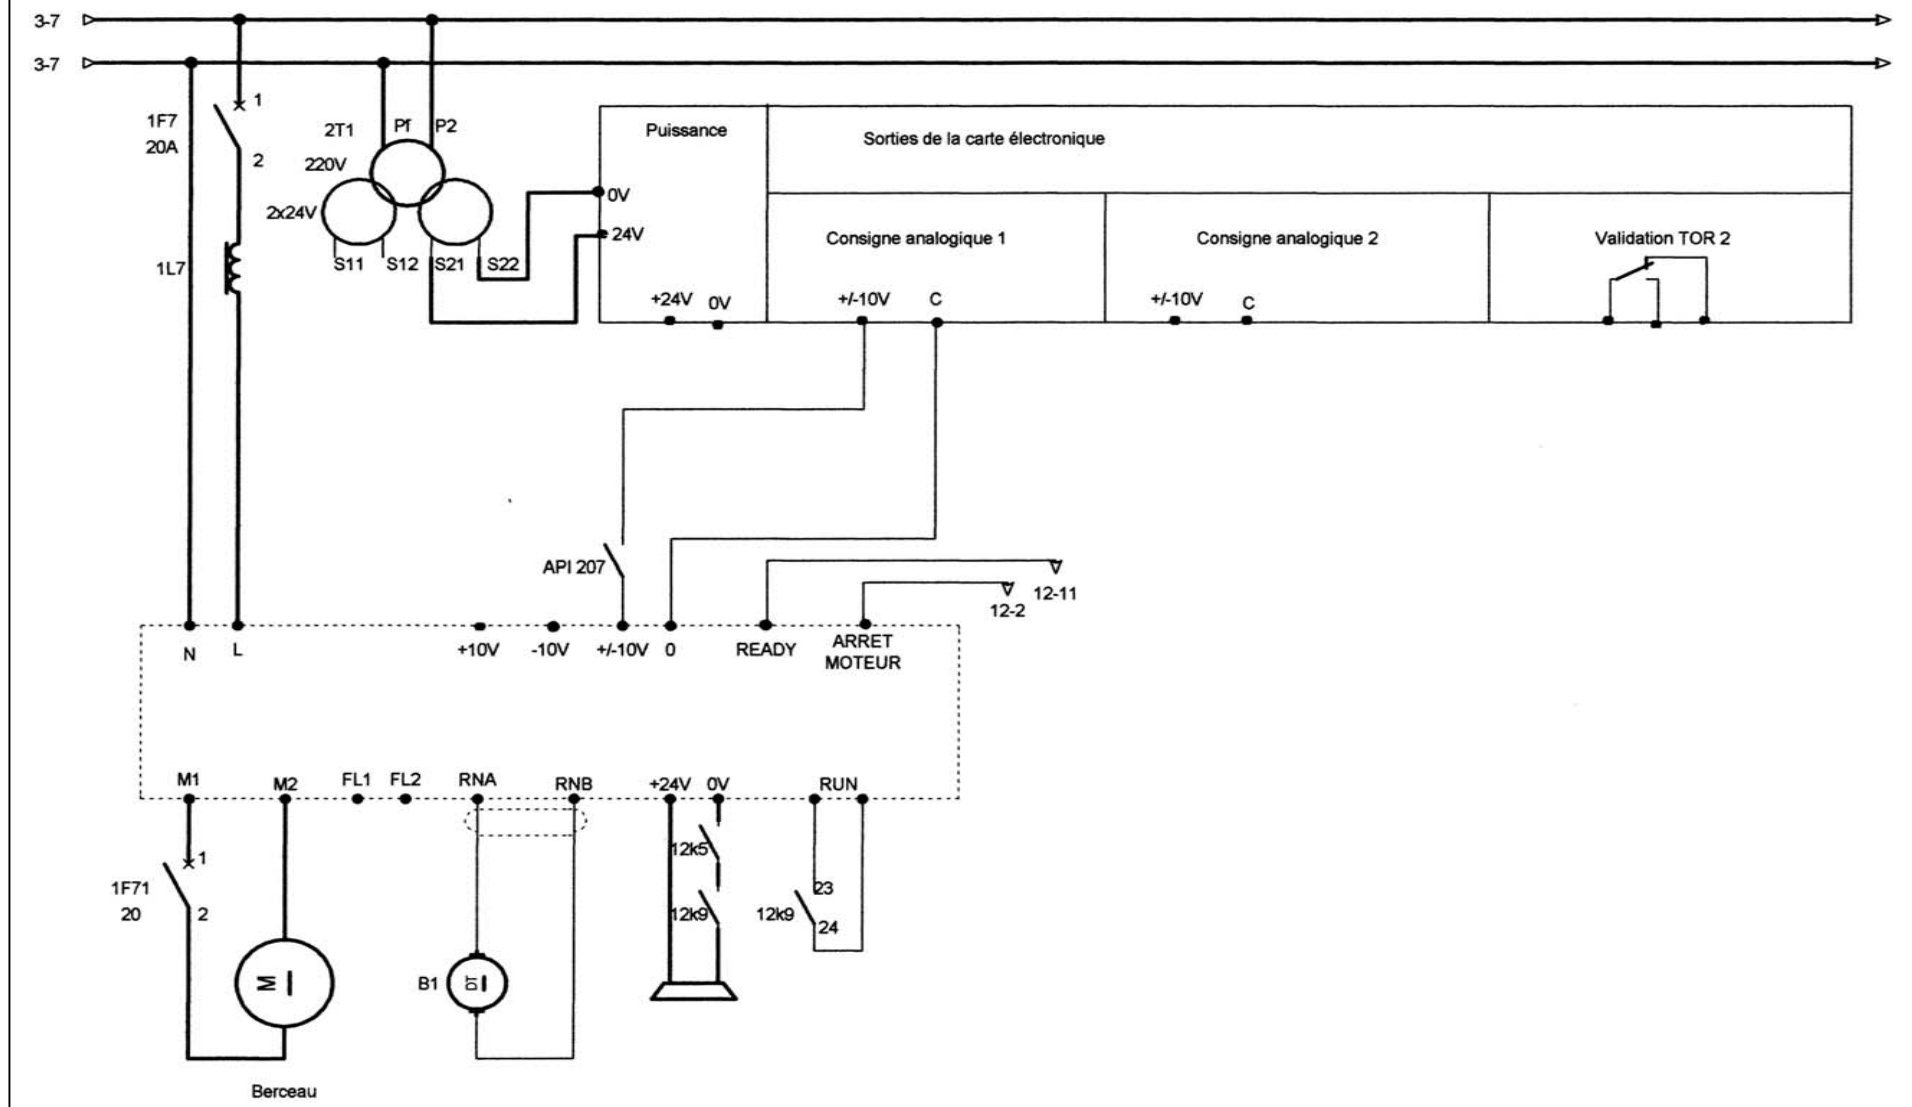 3-7
3-7
1F7
20A
1
2
2T1
P1
P2
220V
2x24V
S11
S12
S21
S22
1L7
Puissance
Sorties de la carte électronique
0V
24V
+24V
0V
Consigne analogique 1
+/-10V
C
Consigne analogique 2
+/-10V
C
Validation TOR 2
API 207
12-11
12-2
N
L
+10V
-10V
+/-10V
0
READY
ARRET
MOTEUR
M1
M2
FL1
FL2
RNA
RNB
+24V
0V
RUN
1F71
20
1
2
M
B1
DT
12k5
12k9
12k9
23
24
Berceau